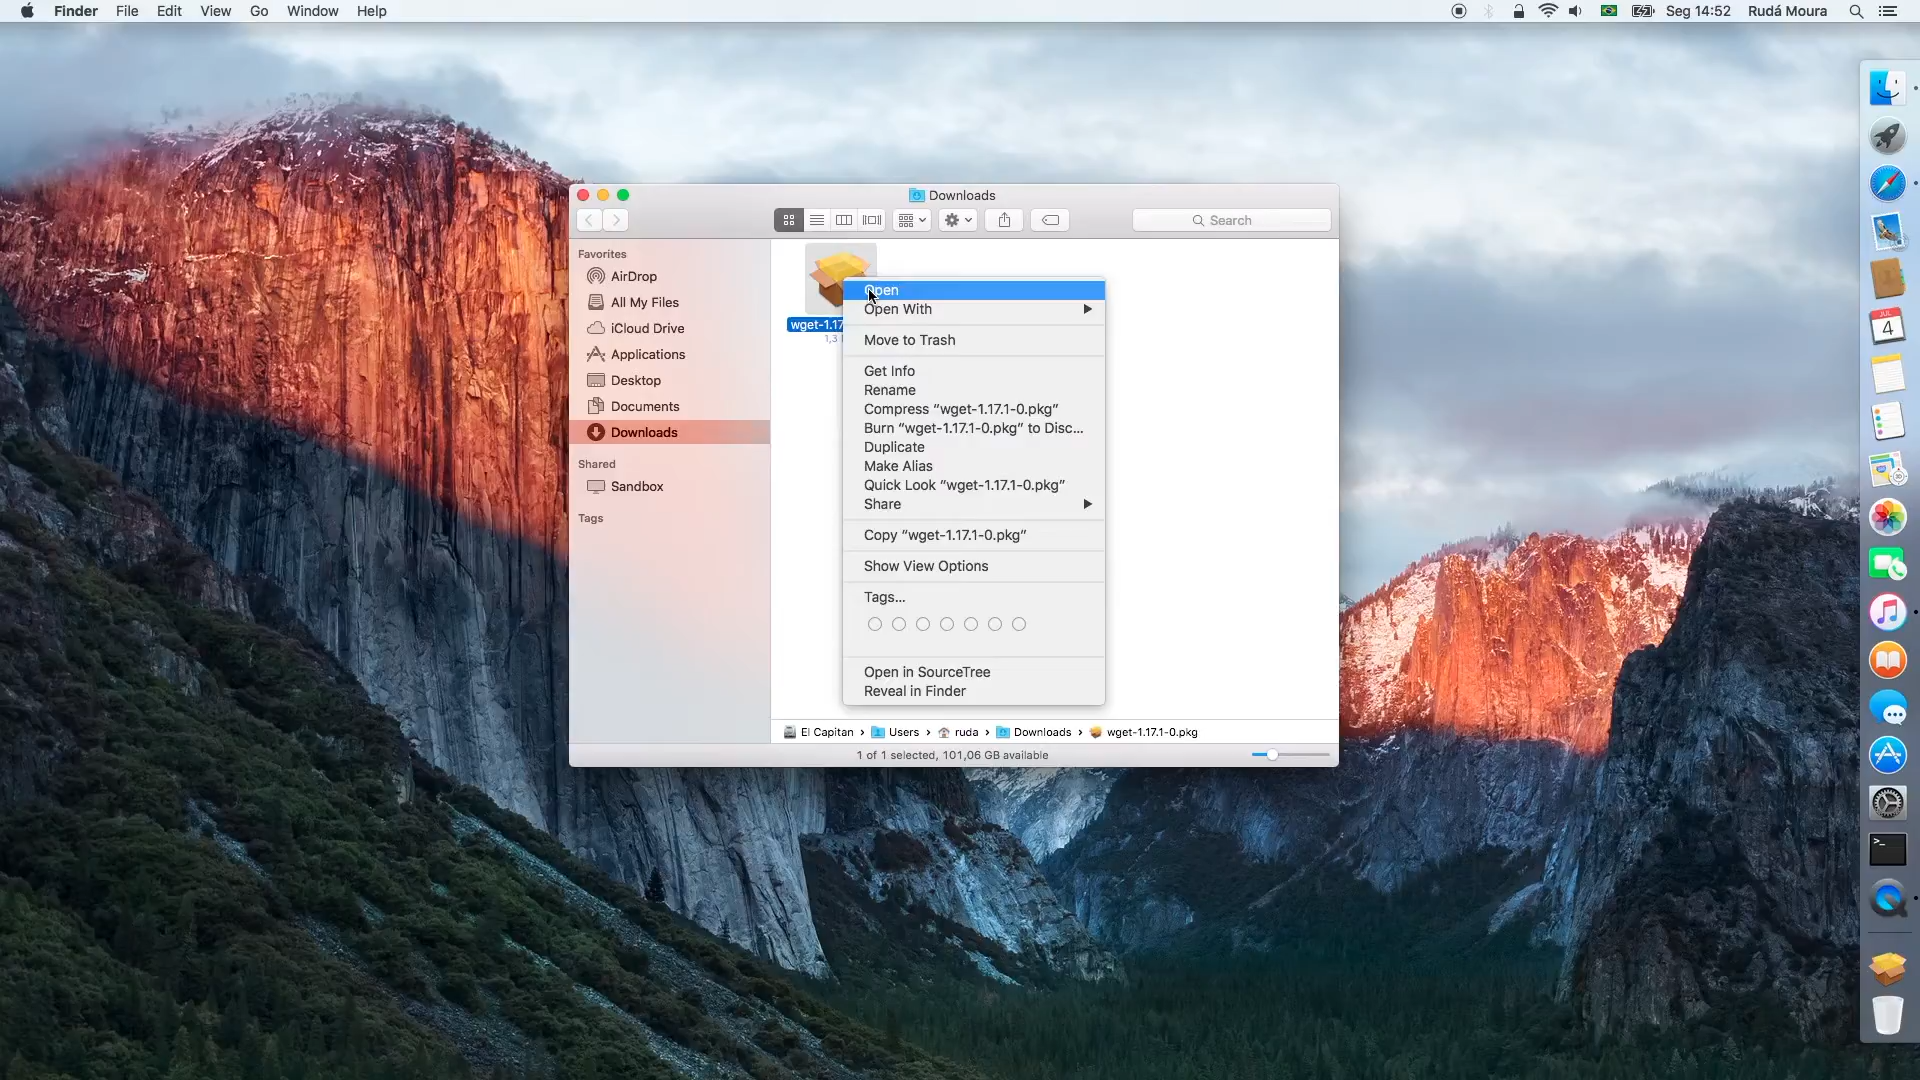 Finder File Edit View Go Window Help
Seg 14:52 Rudá Moura
Downloads
Search
Favorites
AirDrop
All My Files
iCloud Drive
Applications
Desktop
Documents
Downloads
Shared
Sandbox
Tags
wget-1.17
1,3
Open
Open With
Move to Trash
Get Info
Rename
Compress “wget-1.17.1-0.pkg”
Burn “wget-1.17.1-0.pkg” to Disc...
Duplicate
Make Alias
Quick Look “wget-1.17.1-0.pkg”
Share
Copy “wget-1.17.1-0.pkg”
Show View Options
Tags...
Open in SourceTree
Reveal in Finder
El Capitan › Users › ruda › Downloads › wget-1.17.1-0.pkg
1 of 1 selected, 101,06 GB available
JUL
4